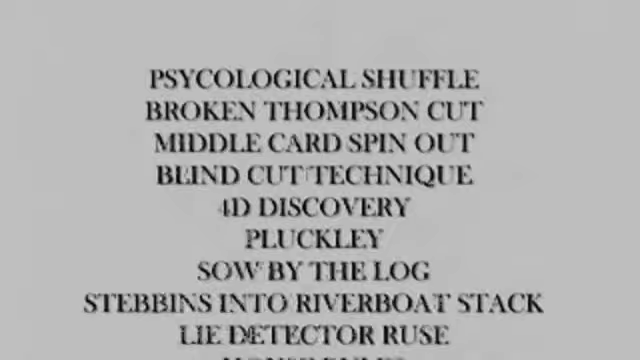 PSYCOLOGICAL SHUFFLE
BROKEN THOMPSON CUT
MIDDLE CARD SPIN OUT
BLIND CUT TECHNIQUE
4D DISCOVERY
PLUCKLEY
SOW BY THE LOG
STEBBINS INTO RIVERBOAT STACK
LIE DETECTOR RUSE